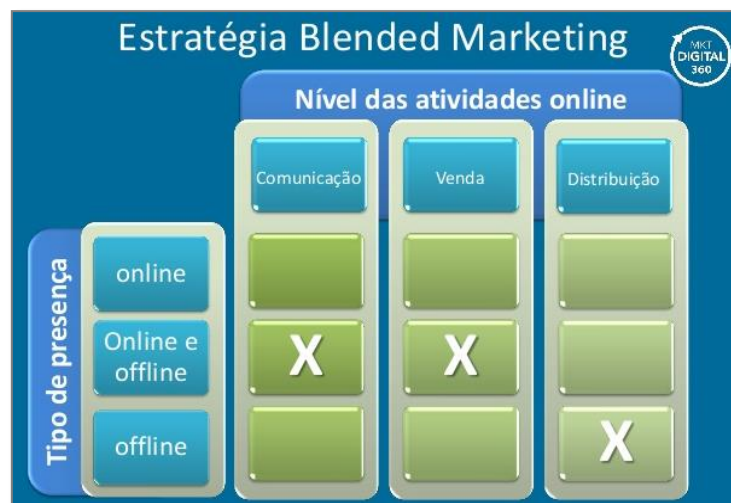 Estratégia Blended Marketing
MKT
DIGITAL
360
Nível das atividades online
Comunicação
Venda
Distribuição
Tipo de presença
online
Online e
offline
X
X
offline
X